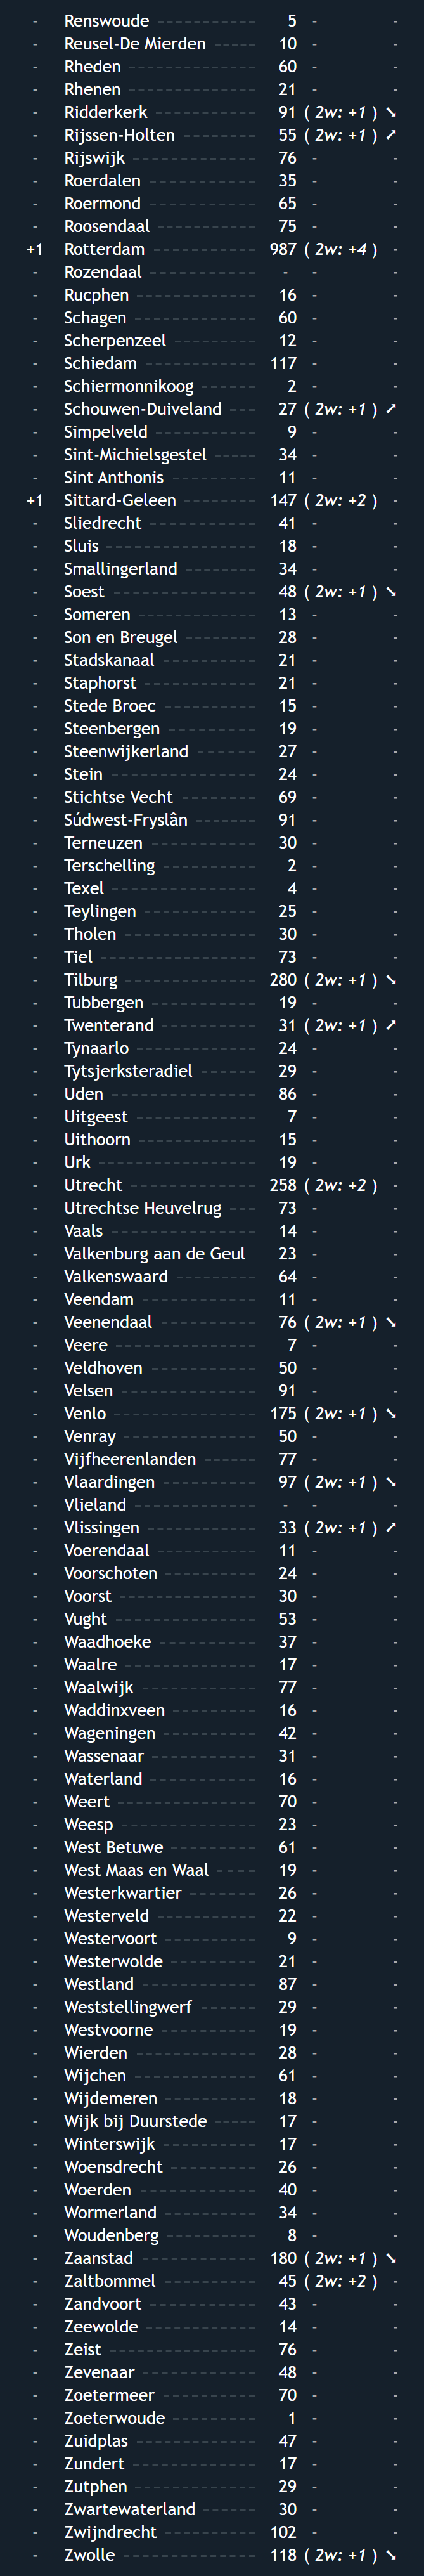 - Renswoude 5 - -
- Reusel-De Mierden 10 - -
- Rheden 60 - -
- Rhenen 21 - -
- Ridderkerk 91 ( 2w: +1 ) ➘
- Rijssen-Holten 55 ( 2w: +1 ) ➚
- Rijswijk 76 - -
- Roerdalen 35 - -
- Roermond 65 - -
- Roosendaal 75 - -
+1 Rotterdam 987 ( 2w: +4 ) -
- Rozendaal - - -
- Rucphen 16 - -
- Schagen 60 - -
- Scherpenzeel 12 - -
- Schiedam 117 - -
- Schiermonnikoog 2 - -
- Schouwen-Duiveland 27 ( 2w: +1 ) ➚
- Simpelveld 9 - -
- Sint-Michielsgestel 34 - -
- Sint Anthonis 11 - -
+1 Sittard-Geleen 147 ( 2w: +2 ) -
- Sliedrecht 41 - -
- Sluis 18 - -
- Smallingerland 34 - -
- Soest 48 ( 2w: +1 ) ➘
- Someren 13 - -
- Son en Breugel 28 - -
- Stadskanaal 21 - -
- Staphorst 21 - -
- Stede Broec 15 - -
- Steenbergen 19 - -
- Steenwijkerland 27 - -
- Stein 24 - -
- Stichtse Vecht 69 - -
- Súdwest-Fryslân 91 - -
- Terneuzen 30 - -
- Terschelling 2 - -
- Texel 4 - -
- Teylingen 25 - -
- Tholen 30 - -
- Tiel 73 - -
- Tilburg 280 ( 2w: +1 ) ➘
- Tubbergen 19 - -
- Twenterand 31 ( 2w: +1 ) ➚
- Tynaarlo 24 - -
- Tytsjerksteradiel 29 - -
- Uden 86 - -
- Uitgeest 7 - -
- Uithoorn 15 - -
- Urk 19 - -
- Utrecht 258 ( 2w: +2 ) -
- Utrechtse Heuvelrug 73 - -
- Vaals 14 - -
- Valkenburg aan de Geul 23 - -
- Valkenswaard 64 - -
- Veendam 11 - -
- Veenendaal 76 ( 2w: +1 ) ➘
- Veere 7 - -
- Veldhoven 50 - -
- Velsen 91 - -
- Venlo 175 ( 2w: +1 ) ➘
- Venray 50 - -
- Vijfheerenlanden 77 - -
- Vlaardingen 97 ( 2w: +1 ) ➘
- Vlieland - - -
- Vlissingen 33 ( 2w: +1 ) ➚
- Voerendaal 11 - -
- Voorschoten 24 - -
- Voorst 30 - -
- Vught 53 - -
- Waadhoeke 37 - -
- Waalre 17 - -
- Waalwijk 77 - -
- Waddinxveen 16 - -
- Wageningen 42 - -
- Wassenaar 31 - -
- Waterland 16 - -
- Weert 70 - -
- Weesp 23 - -
- West Betuwe 61 - -
- West Maas en Waal 19 - -
- Westerkwartier 26 - -
- Westerveld 22 - -
- Westervoort 9 - -
- Westerwolde 21 - -
- Westland 87 - -
- Weststellingwerf 29 - -
- Westvoorne 19 - -
- Wierden 28 - -
- Wijchen 61 - -
- Wijdemeren 18 - -
- Wijk bij Duurstede 17 - -
- Winterswijk 17 - -
- Woensdrecht 26 - -
- Woerden 40 - -
- Wormerland 34 - -
- Woudenberg 8 - -
- Zaanstad 180 ( 2w: +1 ) ➘
- Zaltbommel 45 ( 2w: +2 ) -
- Zandvoort 43 - -
- Zeewolde 14 - -
- Zeist 76 - -
- Zevenaar 48 - -
- Zoetermeer 70 - -
- Zoeterwoude 1 - -
- Zuidplas 47 - -
- Zundert 17 - -
- Zutphen 29 - -
- Zwartewaterland 30 - -
- Zwijndrecht 102 - -
- Zwolle 118 ( 2w: +1 ) ➘